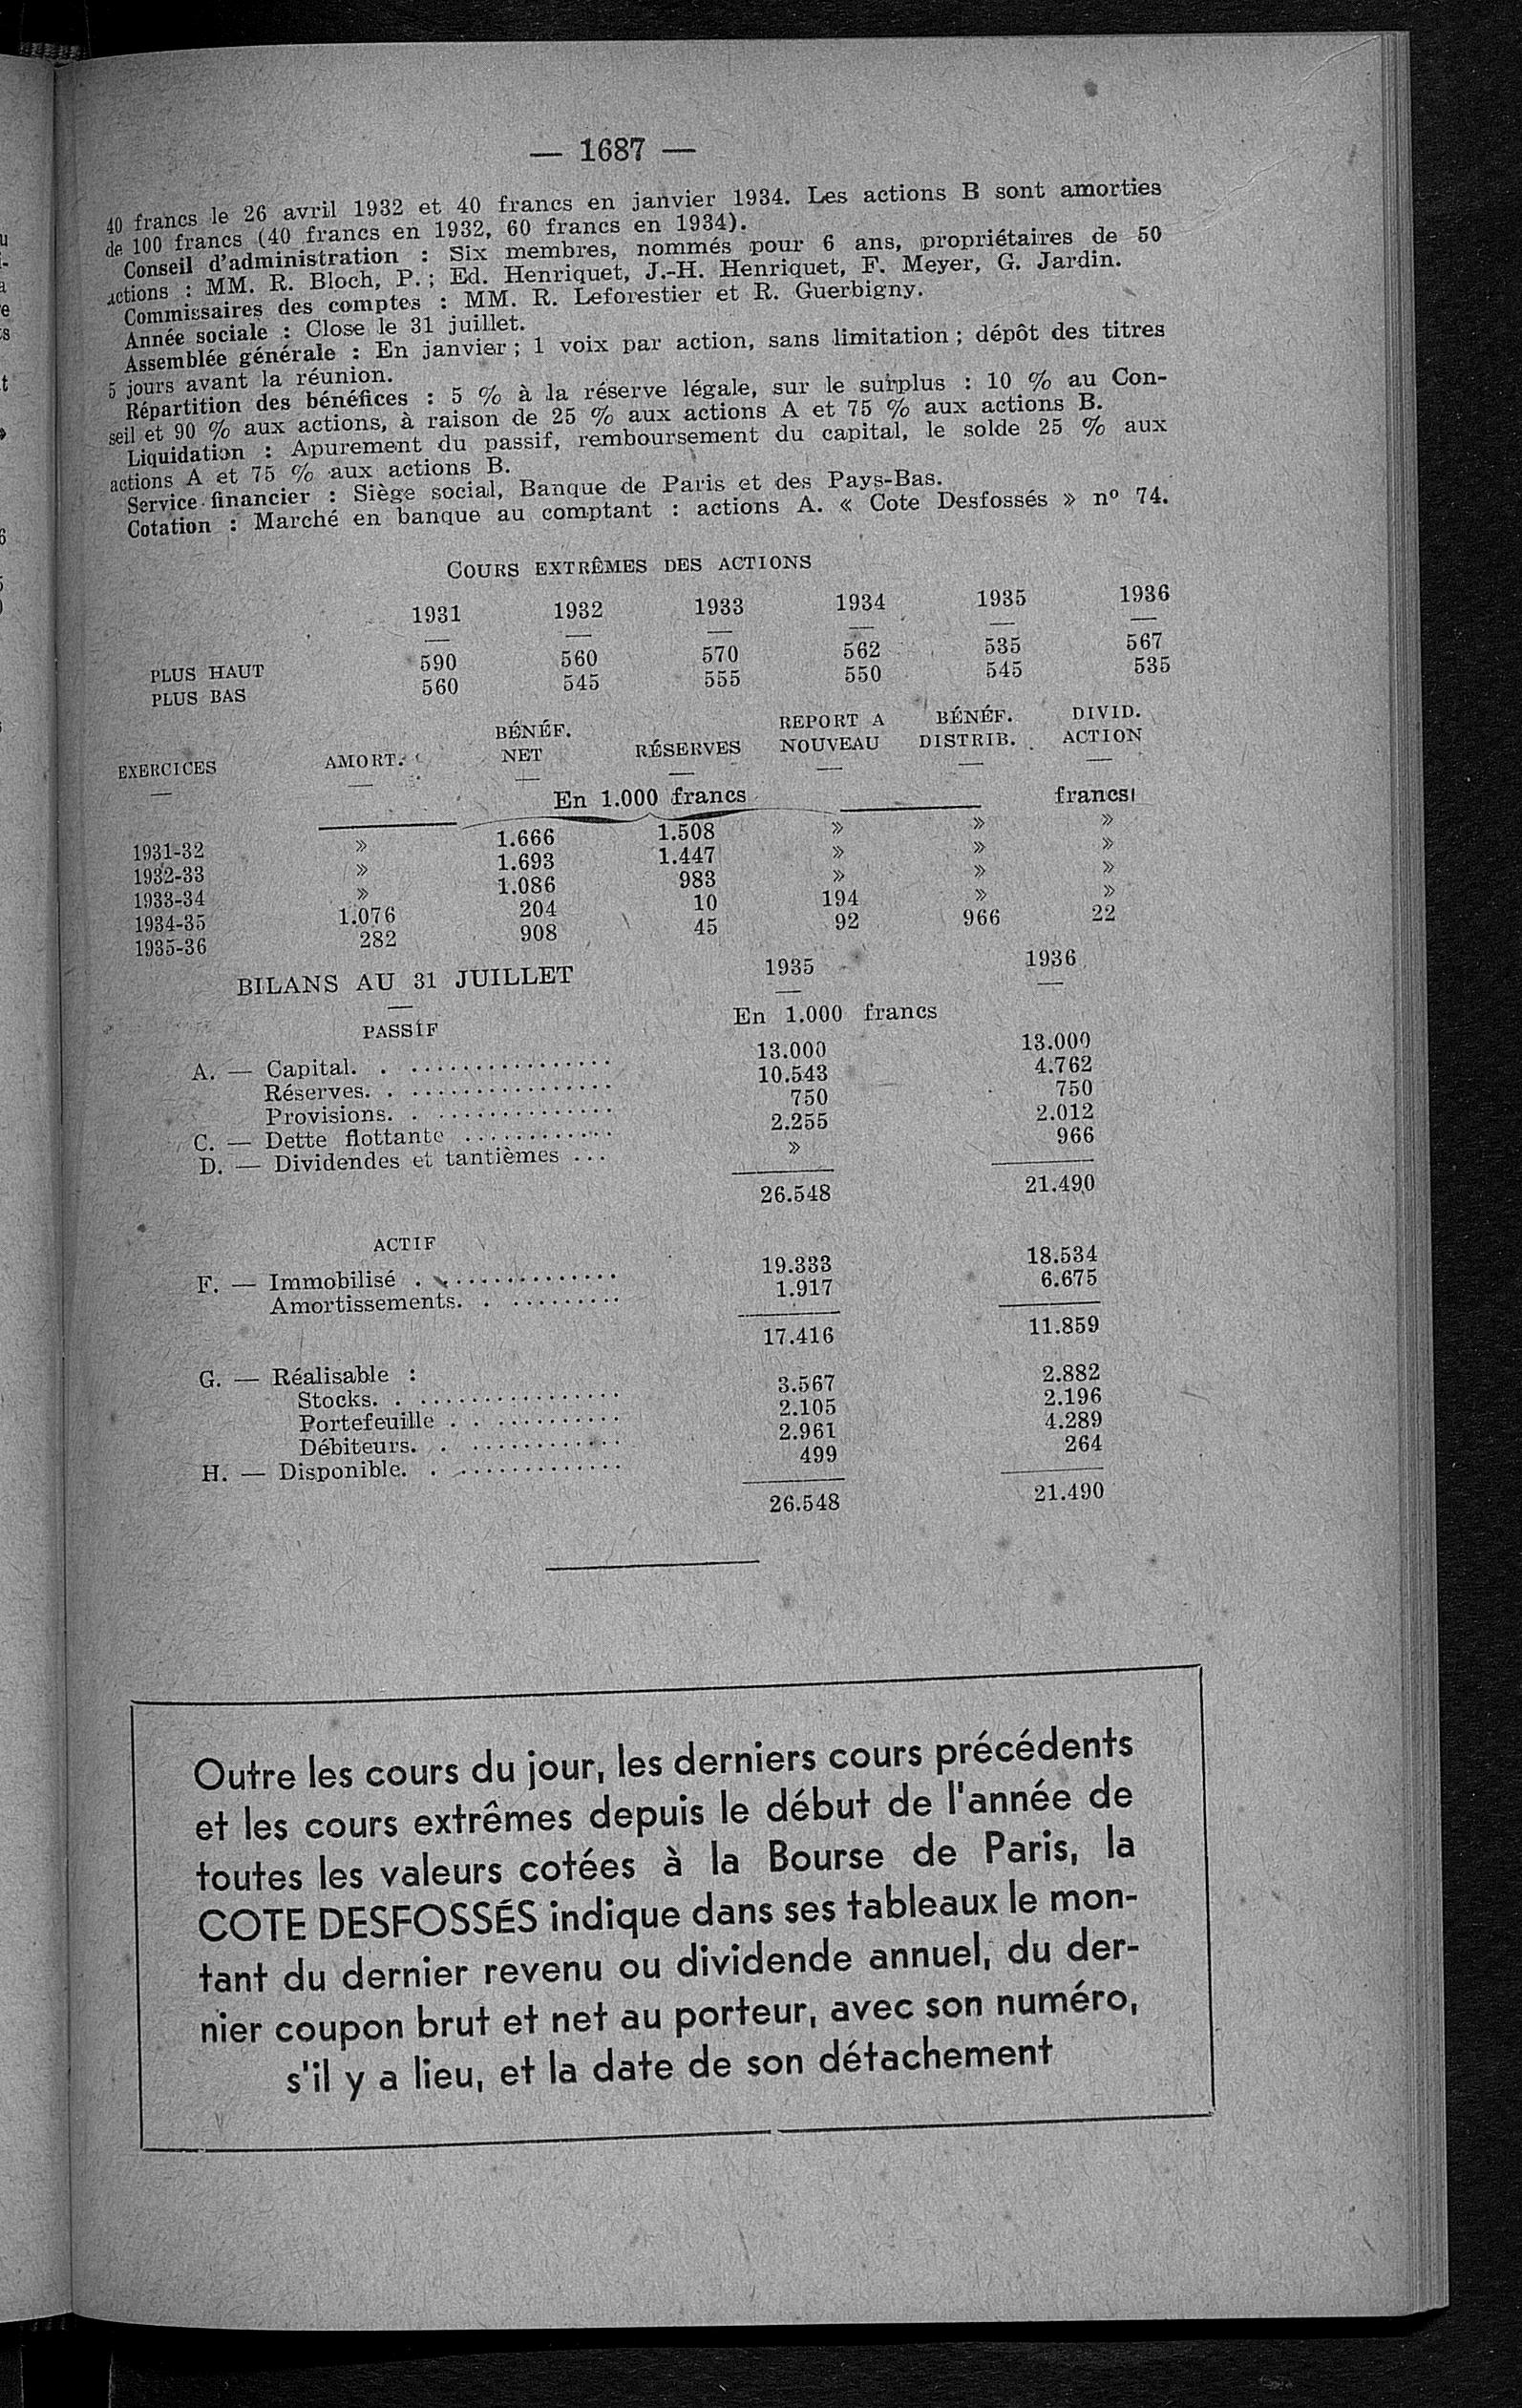 — 1687 —
40 francs le 26 avril 1932 et 40 francs en janvier 1934. Les actions B sont amorties
de 100 francs (40 francs en 1932, 60 francs en 1934).
Conseil d'administration : Six membres, nommés pour 6 ans, propriétaires de 50
actions : MM. R. Bloch, P. ; Ed. Henriquet, J.-H. Henriquet, F. Meyer, G. Jardin.
Commissaires des comptes : MM. R. Leforestier et R. Guerbigny.
Année sociale : Close le 31 juillet.
Assemblée générale : En janvier ; 1 voix par action, sans limitation ; dépôt des titres
5 jours avant la réunion.
Répartition des bénéfices : 5 % à la réserve légale, sur le surplus : 10 % au Con-
seil et 90 % aux actions, à raison de 25 % aux actions A et 75 % aux actions B.
Liquidation : Apurement du passif, remboursement du capital, le solde 25 % aux
actions A et 75 % aux actions B.
Service financier : Siège social, Banque de Paris et des Pays-Bas.
Cotation : Marché en banque au comptant : actions A. « Cote Desfossés » nº 74.
COURS EXTRÊMES DES ACTIONS
1931 1932 1933 1934 1935 1936
PLUS HAUT 590 560 570 562 535 567
PLUS BAS 560 545 555 550 545 535
EXERCICES AMORT. BÉNÉF. NET RÉSERVES REPORT A NOUVEAU BÉNÉF. DISTRIB. DIVID. ACTION
En 1.000 francs francs
1931-32 » 1.666 1.508 » » »
1932-33 » 1.693 1.447 » » »
1933-34 » 1.086 983 » » »
1934-35 1.076 204 10 194 » »
1935-36 282 908 45 92 966 22
BILANS AU 31 JUILLET 1935 1936
PASSIF En 1.000 francs
A. — Capital. . ................ 13.000 13.000
Réserves. . ................ 10.543 4.762
Provisions. . .............. 750 750
C. — Dette flottante ............ 2.255 2.012
D. — Dividendes et tantièmes ... » 966
26.548 21.490
ACTIF
F. — Immobilisé . .............. 19.333 18.534
Amortissements. . .......... 1.917 6.675
17.416 11.859
G. — Réalisable :
Stocks. . ................. 3.567 2.882
Portefeuille . . ........... 2.105 2.196
Débiteurs. . ............ 2.961 4.289
H. — Disponible. . ............. 499 264
26.548 21.490
Outre les cours du jour, les derniers cours précédents
et les cours extrêmes depuis le début de l'année de
toutes les valeurs cotées à la Bourse de Paris, la
COTE DESFOSSÉS indique dans ses tableaux le mon-
tant du dernier revenu ou dividende annuel, du der-
nier coupon brut et net au porteur, avec son numéro,
s'il y a lieu, et la date de son détachement